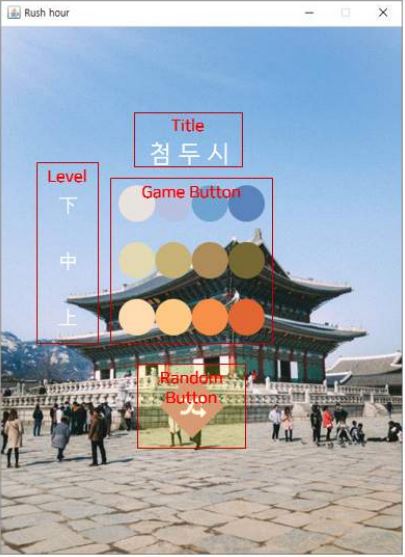 Rush hour
Title
첨 두 시
Level
Game Button
下
中
上
Random
Button